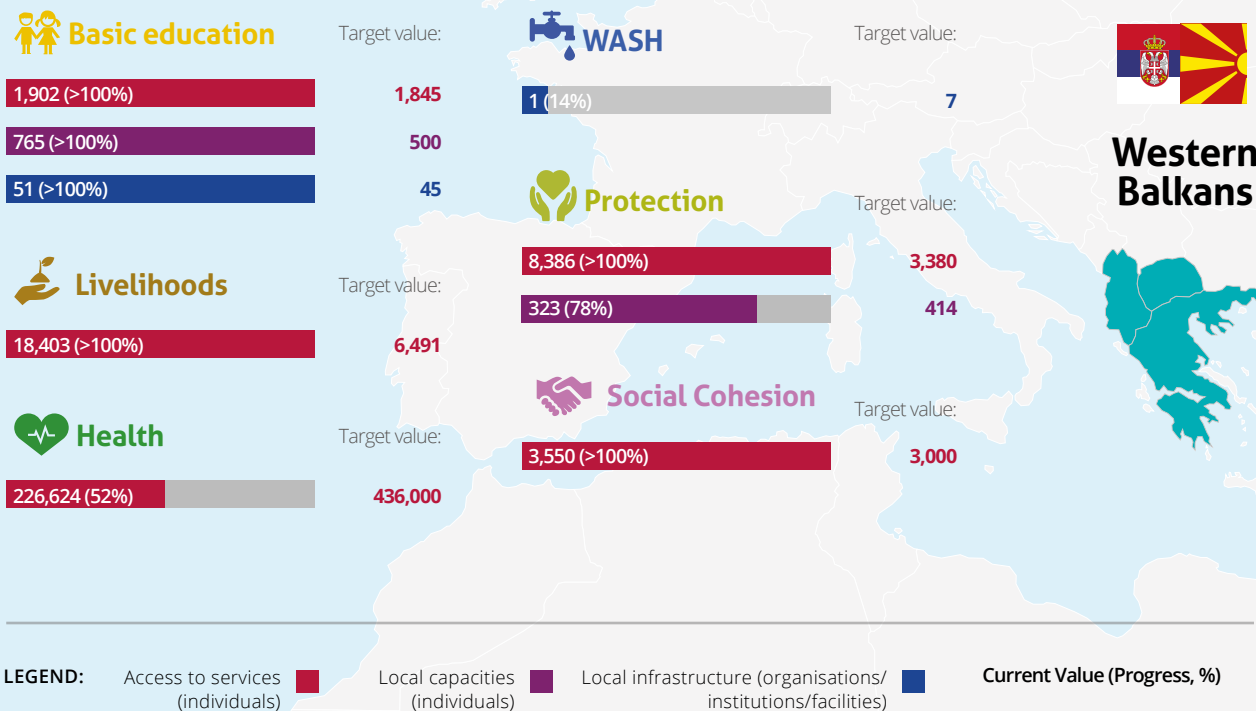 Basic education
Target value:
1,902 (>100%)
1,845
765 (>100%)
500
51 (>100%)
45
Livelihoods
Target value:
18,403 (>100%)
6,491
Health
Target value:
226,624 (52%)
436,000
WASH
Target value:
1 (14%)
7
Protection
Target value:
8,386 (>100%)
3,380
323 (78%)
414
Social Cohesion
Target value:
3,550 (>100%)
3,000
Western
Balkans
LEGEND:
Access to services
(individuals)
Local capacities
(individuals)
Local infrastructure (organisations/
institutions/facilities)
Current Value (Progress, %)